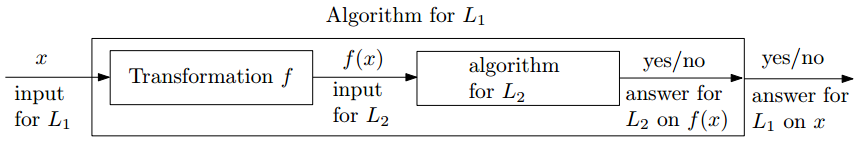 Algorithm for L₁
x
input
for L₁
Transformation f
f(x)
input
for L₂
algorithm
for L₂
yes/no
answer for
L₂ on f(x)
yes/no
answer for
L₁ on x